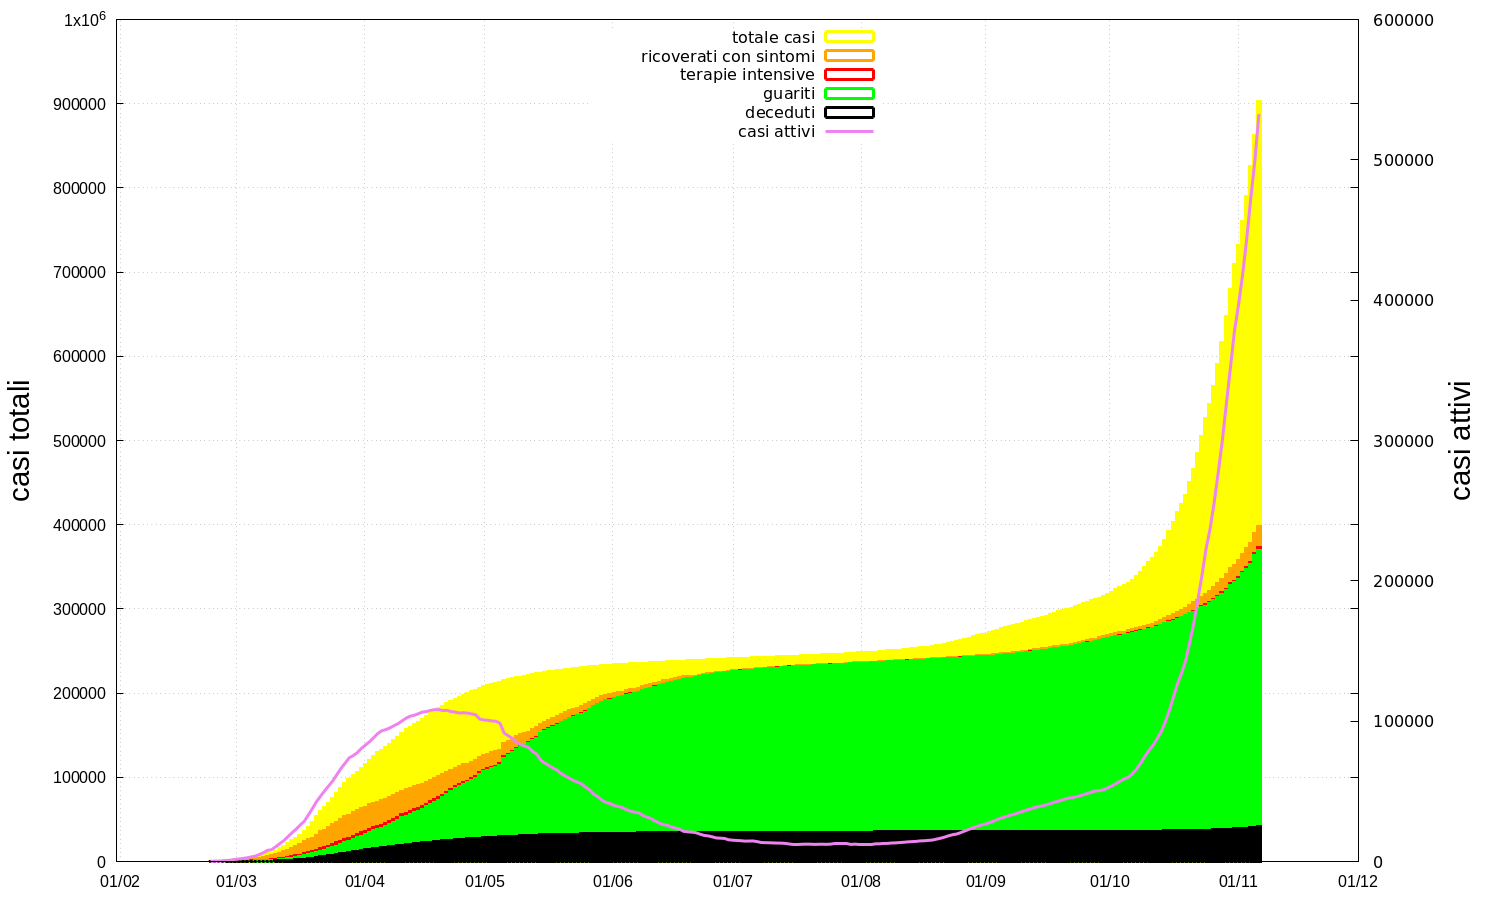 1x10⁶
900000
800000
700000
600000
500000
400000
300000
200000
100000
0
casi totali
totale casi
ricoverati con sintomi
terapie intensive
guariti
deceduti
casi attivi
600000
500000
400000
300000
200000
100000
0
casi attivi
01/02 01/03 01/04 01/05 01/06 01/07 01/08 01/09 01/10 01/11 01/12